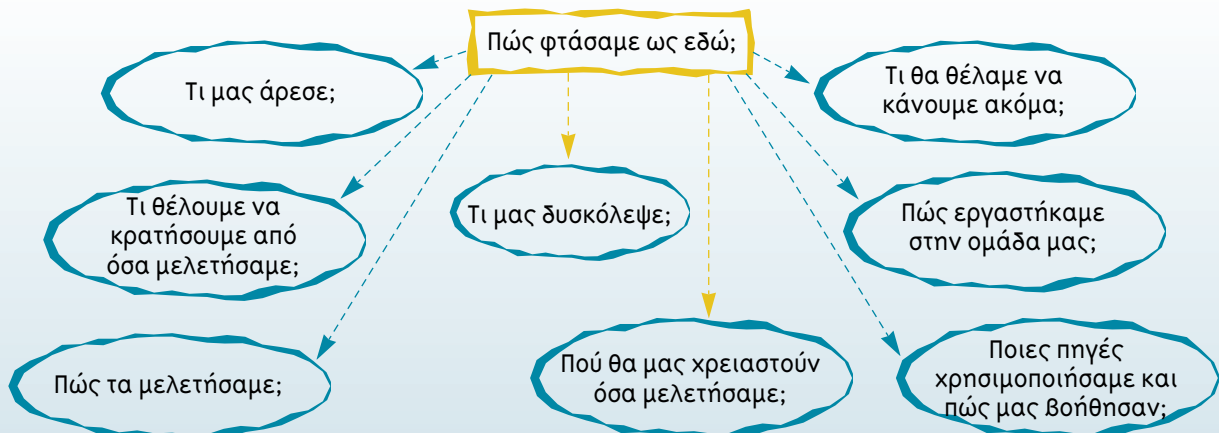 Πώς φτάσαμε ως εδώ;
Τι μας άρεσε;
Τι θα θέλαμε να
κάνουμε ακόμα;
Τι θέλουμε να
κρατήσουμε από
όσα μελετήσαμε;
Τι μας δυσκόλεψε;
Πώς εργαστήκαμε
στην ομάδα μας;
Πώς τα μελετήσαμε;
Πού θα μας χρειαστούν
όσα μελετήσαμε;
Ποιες πηγές
χρησιμοποιήσαμε και
πώς μας βοήθησαν;